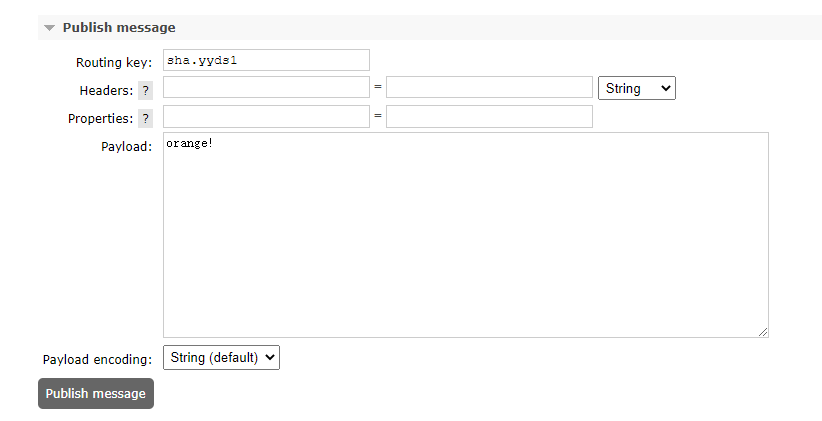 Publish message
Routing key: sha.yyds1
Headers: ? = String
Properties: ? =
Payload: orange!
Payload encoding: String (default)
Publish message